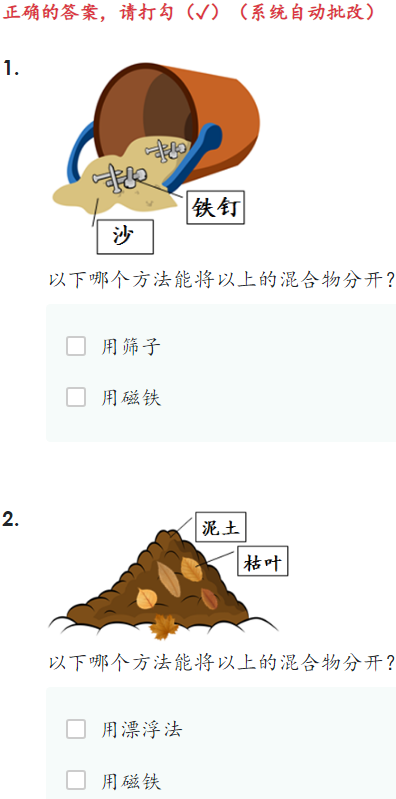 正确的答案，请打勾（✓）（系统自动批改）
1.
铁钉
沙
以下哪个方法能将以上的混合物分开？
用筛子
用磁铁
2.
泥土
枯叶
以下哪个方法能将以上的混合物分开？
用漂浮法
用磁铁